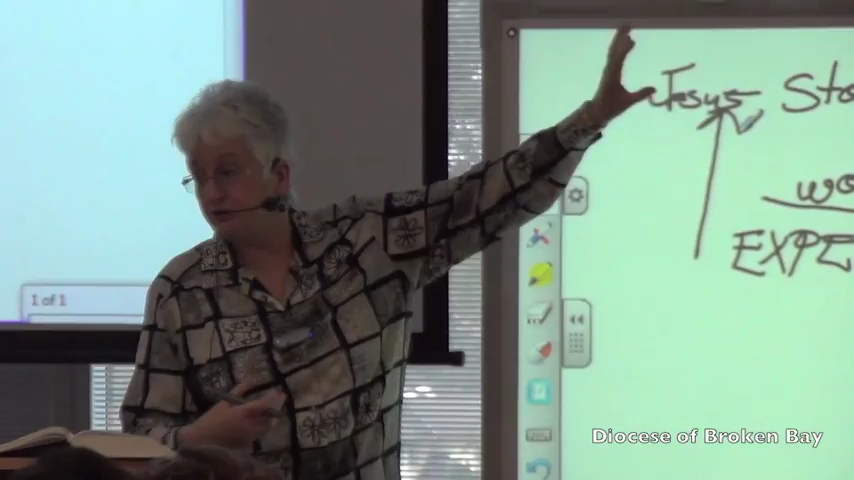 Jesus Sto
wo
EXPE
1 of 1
Diocese of Broken Bay